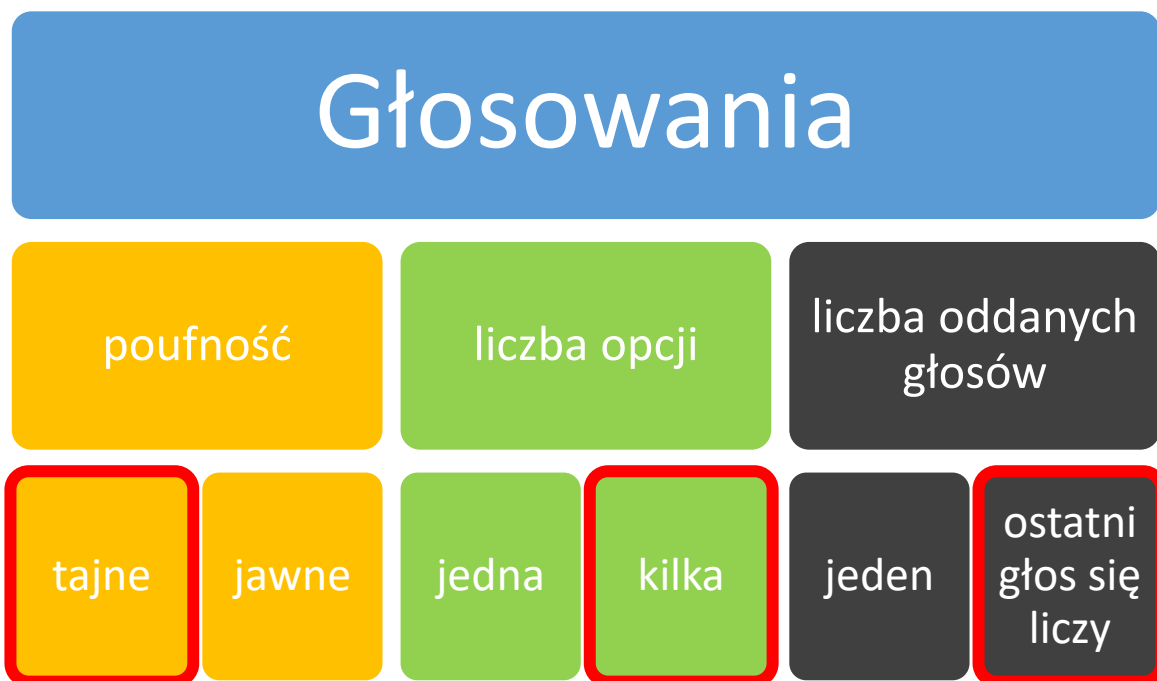 Głosowania
poufność
liczba opcji
liczba oddanych
głosów
tajne
jawne
jedna
kilka
jeden
ostatni
głos się
liczy